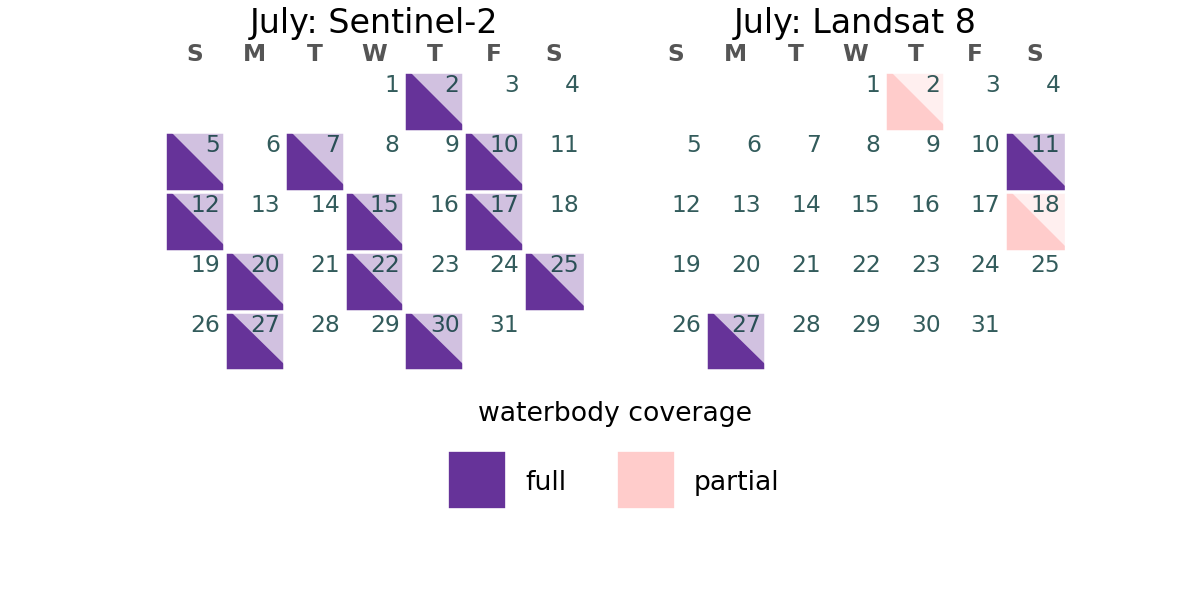 July: Sentinel-2
S M T W T F S
1 2 3 4
5 6 7 8 9 10 11
12 13 14 15 16 17 18
19 20 21 22 23 24 25
26 27 28 29 30 31
July: Landsat 8
S M T W T F S
1 2 3 4
5 6 7 8 9 10 11
12 13 14 15 16 17 18
19 20 21 22 23 24 25
26 27 28 29 30 31
waterbody coverage
full
partial